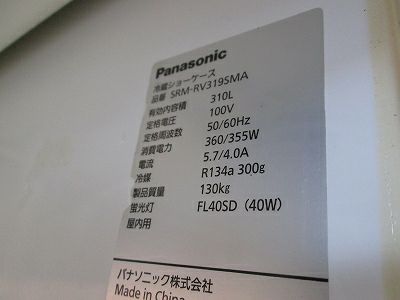 Panasonic
冷蔵ショーケース
品番 SRM-RV319SMA
有効内容積 310L
定格電圧 100V
定格周波数 50/60Hz
消費電力 360/355W
電流 5.7/4.0A
冷媒 R134a 300g
製品質量 130kg
蛍光灯 FL40SD (40W)
屋内用
パナソニック株式会社
Made in China